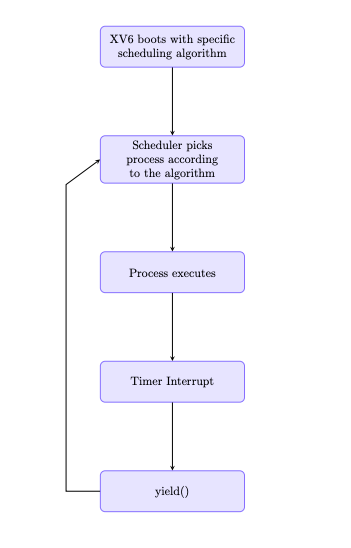 XV6 boots with specific
scheduling algorithm
Scheduler picks
process according
to the algorithm
Process executes
Timer Interrupt
yield()